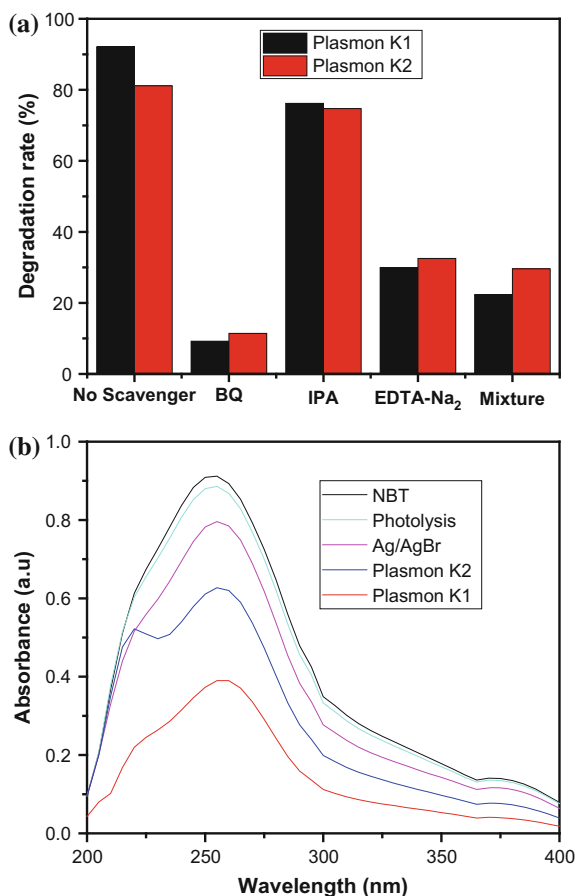 (a)
100
80
60
40
20
0
Degradation rate (%)
Plasmon K1
Plasmon K2
No Scavenger BQ IPA EDTA-Na₂ Mixture
(b)
1.0
0.8
0.6
0.4
0.2
0.0
Absorbance (a.u)
NBT
Photolysis
Ag/AgBr
Plasmon K2
Plasmon K1
200 250 300 350 400
Wavelength (nm)